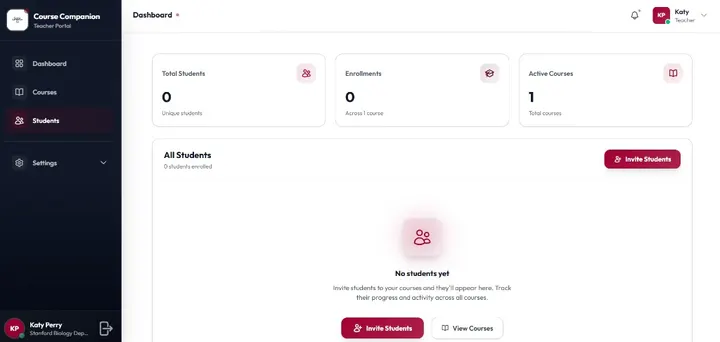 Course Companion
Teacher Portal
Dashboard
Courses
Students
Settings
KP
Katy Perry
Stanford Biology Dep...
Dashboard
KP
Katy
Teacher
Total Students
0
Unique students
Enrollments
0
Across 1 course
Active Courses
1
Total courses
All Students
0 students enrolled
Invite Students
No students yet
Invite students to your courses and they'll appear here. Track
their progress and activity across all courses.
Invite Students
View Courses